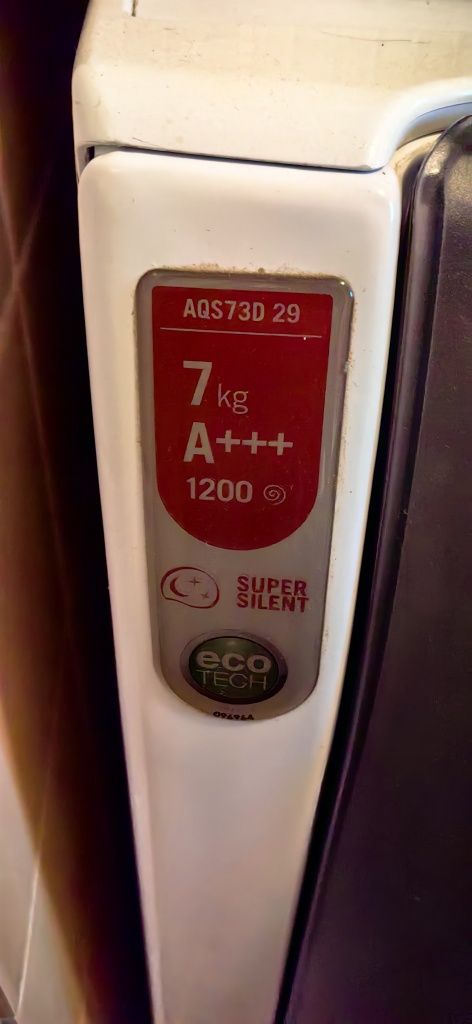 AQS73D 29
7 kg
A+++
1200
SUPER
SILENT
eco
TECH